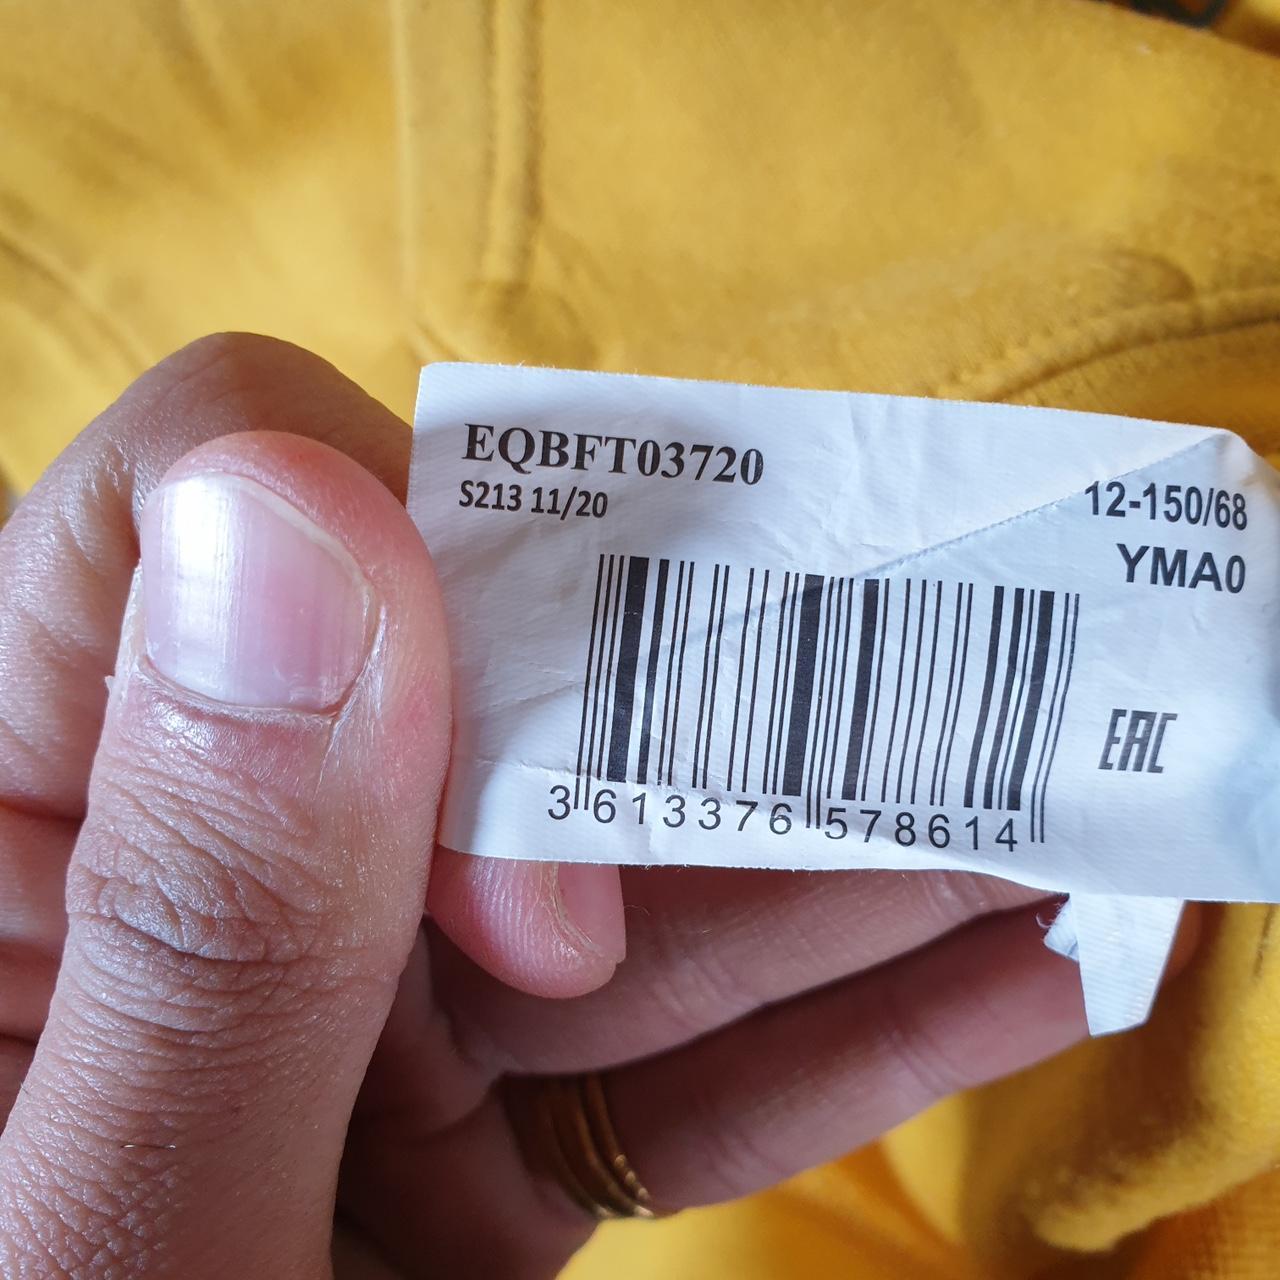 EQBFT03720
S213 11/20
12-150/68
YMA0
EAC
3 613376 578614